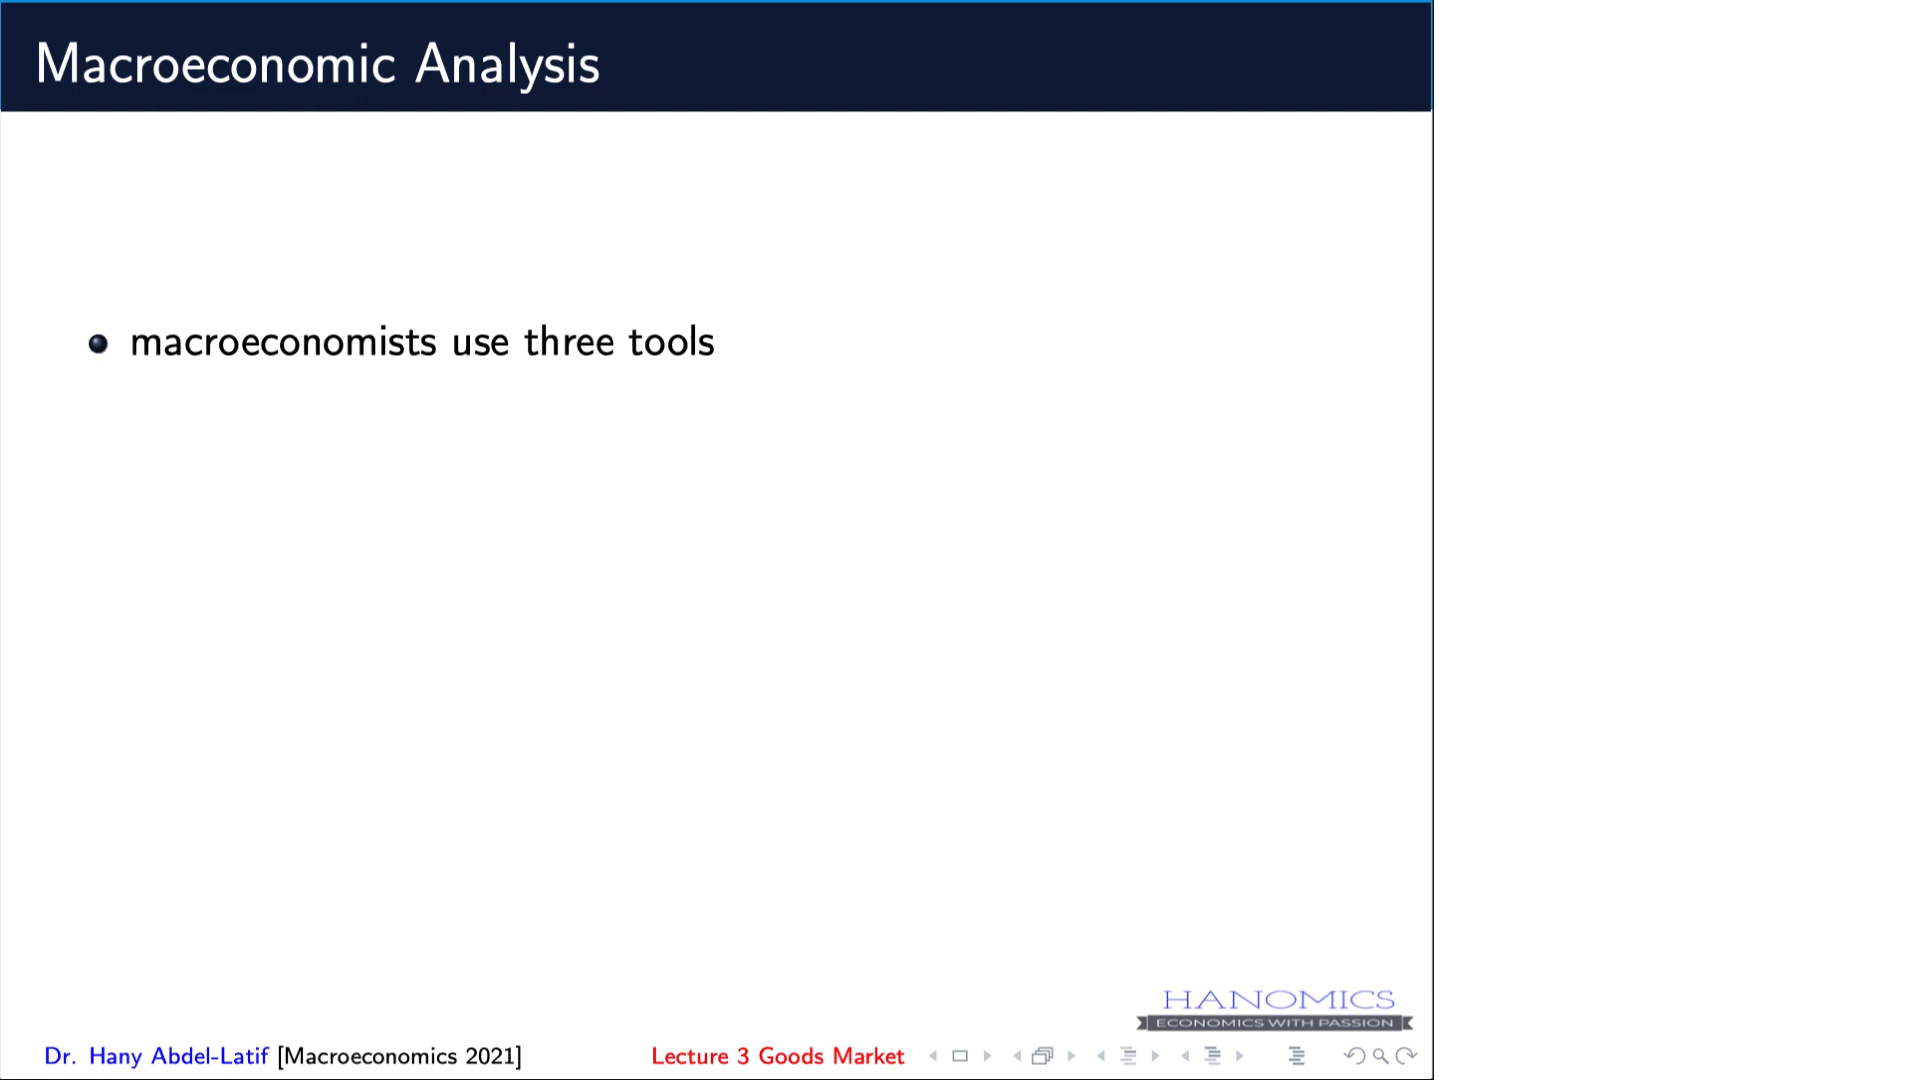 Macroeconomic Analysis
macroeconomists use three tools
HANOMICS
ECONOMICS WITH PASSION
Dr. Hany Abdel-Latif [Macroeconomics 2021] Lecture 3 Goods Market